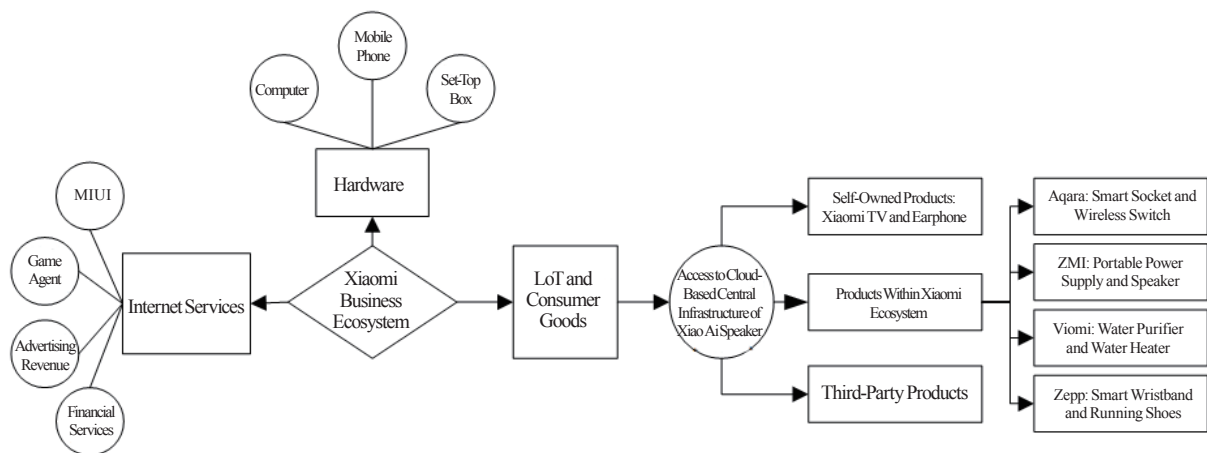 Mobile
Phone
Computer
Set-Top
Box
Hardware
MIUI
Game
Agent
Advertising
Revenue
Financial
Services
Internet Services
Xiaomi
Business
Ecosystem
LoT and
Consumer
Goods
Access to Cloud-
Based Central
Infrastructure of
Xiao Ai Speaker
Self-Owned Products:
Xiaomi TV and Earphone
Products Within Xiaomi
Ecosystem
Third-Party Products
Aqara: Smart Socket and
Wireless Switch
ZMI: Portable Power
Supply and Speaker
Viomi: Water Purifier
and Water Heater
Zepp: Smart Wristband
and Running Shoes